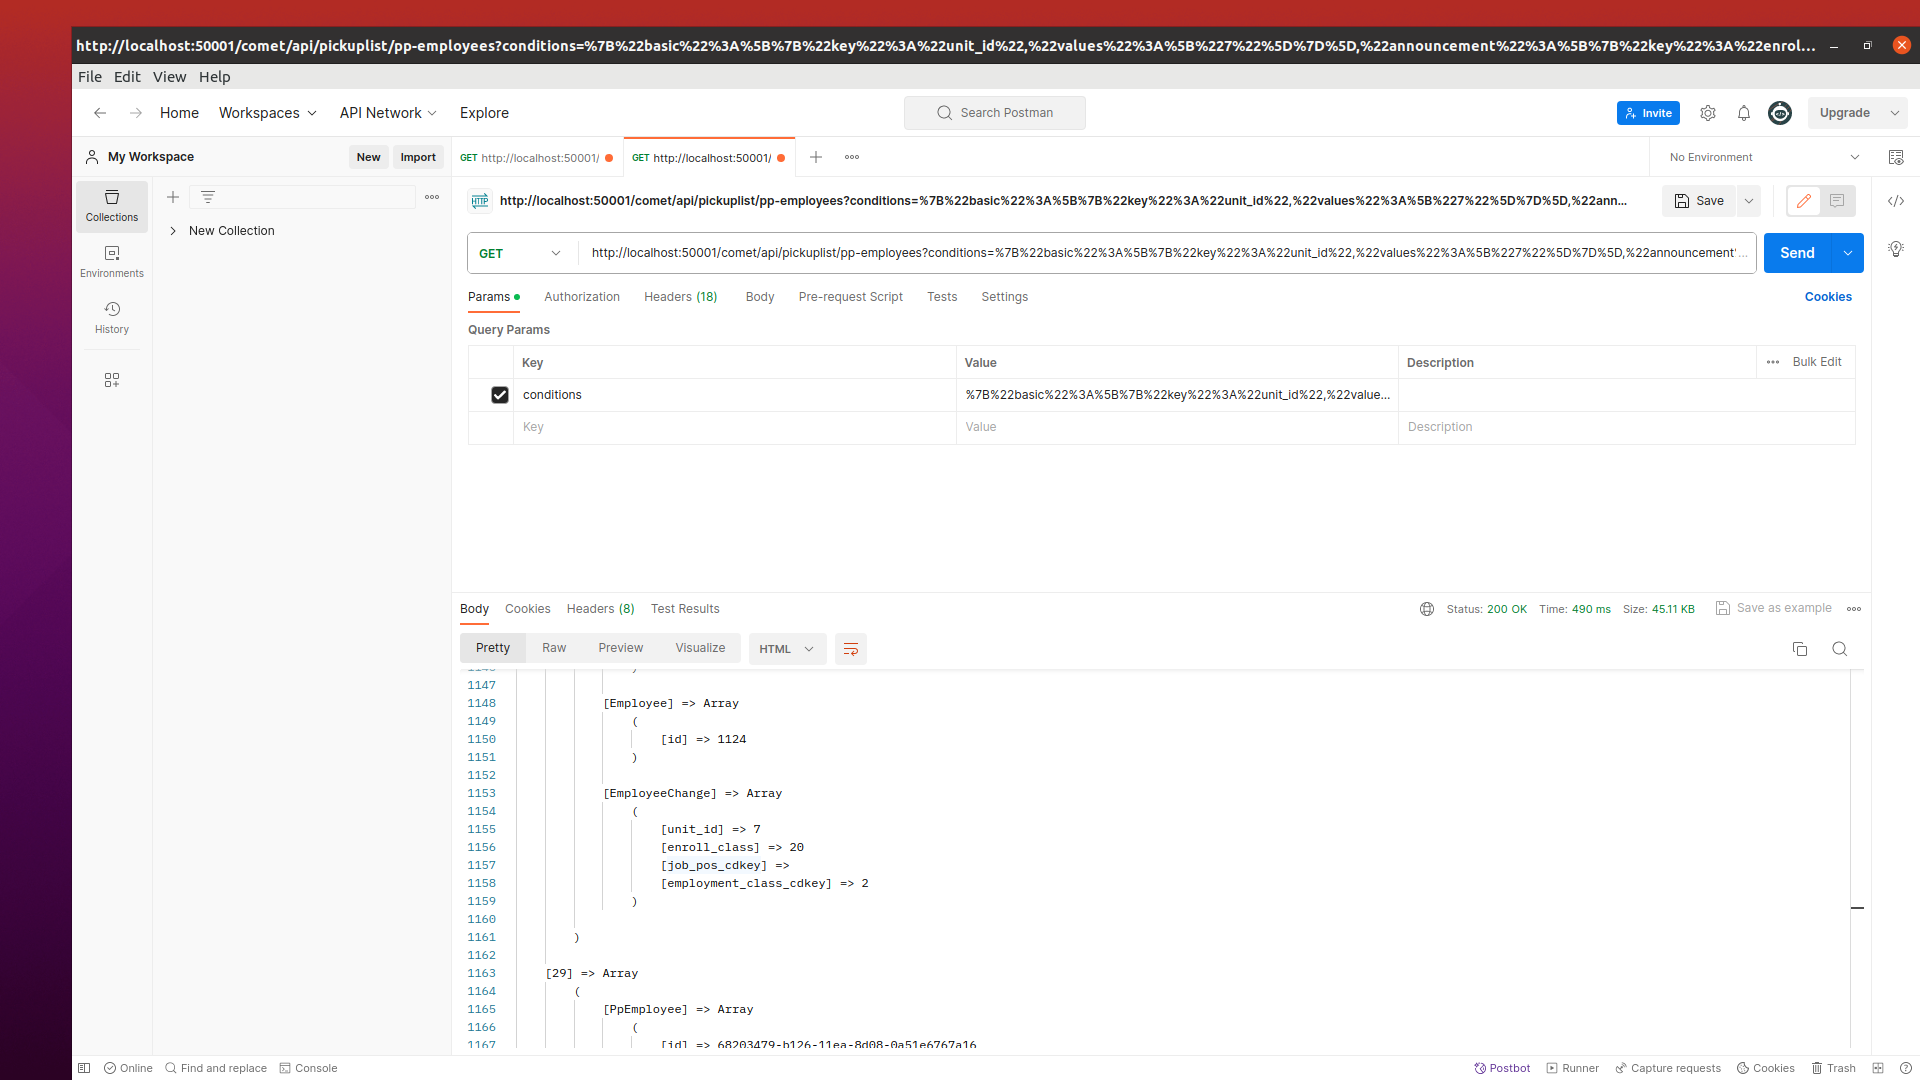 http://localhost:50001/comet/api/pickuplist/pp-employees?conditions=%7B%22basic%22%3A%5B%7B%22key%22%3A%22unit_id%22,%22values%22%3A%5B%227%22%5D%7D%5D,%22announcement%22%3A%5B%7B%22key%22%3A%22enrol...
File Edit View Help
Home Workspaces API Network Explore
Search Postman
Invite
Upgrade
My Workspace New Import
GET http://localhost:50001/ GET http://localhost:50001/
No Environment
Collections
Environments
History
New Collection
HTTP http://localhost:50001/comet/api/pickuplist/pp-employees?conditions=%7B%22basic%22%3A%5B%7B%22key%22%3A%22unit_id%22,%22values%22%3A%5B%227%22%5D%7D%5D,%22ann...
Save
GET http://localhost:50001/comet/api/pickuplist/pp-employees?conditions=%7B%22basic%22%3A%5B%7B%22key%22%3A%22unit_id%22,%22values%22%3A%5B%227%22%5D%7D%5D,%22announcement'...
Send
Params Authorization Headers (18) Body Pre-request Script Tests Settings Cookies
Query Params
Key Value Description Bulk Edit
conditions %7B%22basic%22%3A%5B%7B%22key%22%3A%22unit_id%22,%22value...
Key Value Description
Body Cookies Headers (8) Test Results Status: 200 OK Time: 490 ms Size: 45.11 KB Save as example
Pretty Raw Preview Visualize HTML
1146 )
1147
1148 [Employee] => Array
1149 (
1150 [id] => 1124
1151 )
1152
1153 [EmployeeChange] => Array
1154 (
1155 [unit_id] => 7
1156 [enroll_class] => 20
1157 [job_pos_cdkey] =>
1158 [employment_class_cdkey] => 2
1159 )
1160
1161 )
1162
1163 [29] => Array
1164 (
1165 [PpEmployee] => Array
1166 (
1167 [id] => 68203479-b126-11ea-8d08-0a51e6767a16
Online Find and replace Console
Postbot Runner Capture requests Cookies Trash